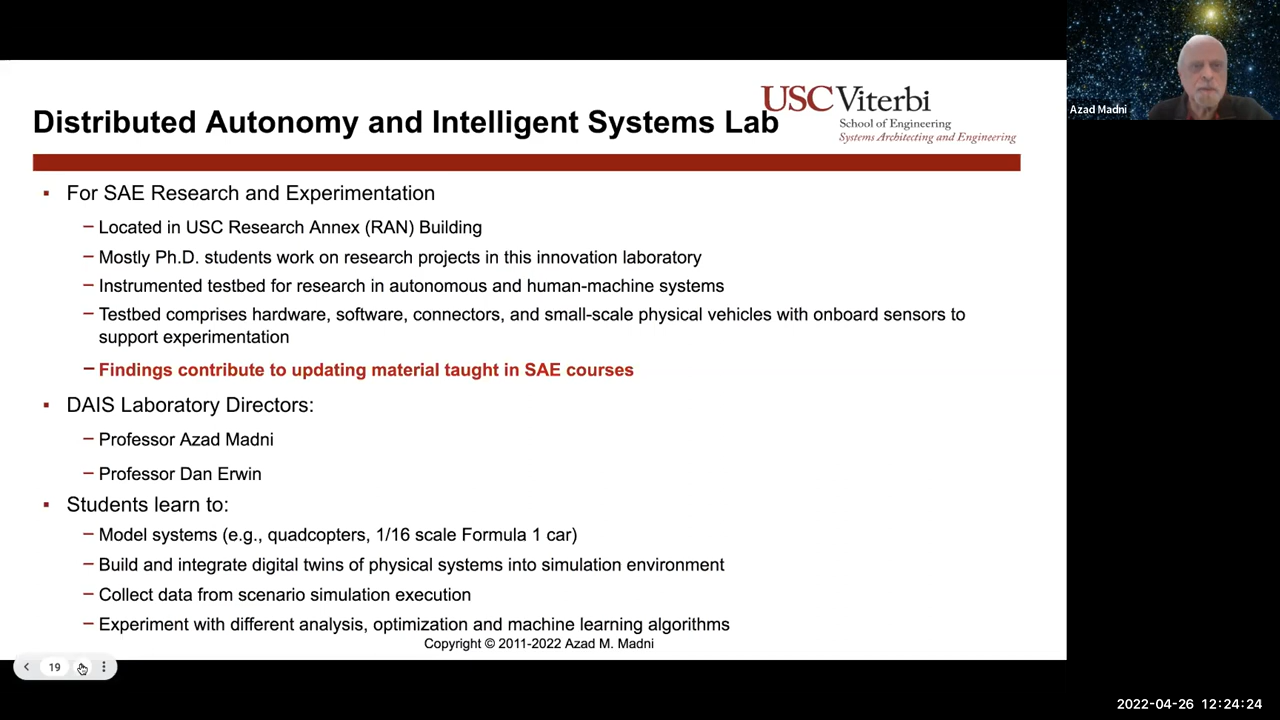 Distributed Autonomy and Intelligent Systems Lab
USC Viterbi
School of Engineering
Systems Architecting and Engineering
Azad Madni
▪ For SAE Research and Experimentation
– Located in USC Research Annex (RAN) Building
– Mostly Ph.D. students work on research projects in this innovation laboratory
– Instrumented testbed for research in autonomous and human-machine systems
– Testbed comprises hardware, software, connectors, and small-scale physical vehicles with onboard sensors to
support experimentation
– Findings contribute to updating material taught in SAE courses
▪ DAIS Laboratory Directors:
– Professor Azad Madni
– Professor Dan Erwin
▪ Students learn to:
– Model systems (e.g., quadcopters, 1/16 scale Formula 1 car)
– Build and integrate digital twins of physical systems into simulation environment
– Collect data from scenario simulation execution
– Experiment with different analysis, optimization and machine learning algorithms
Copyright © 2011-2022 Azad M. Madni
19
2022-04-26 12:24:24